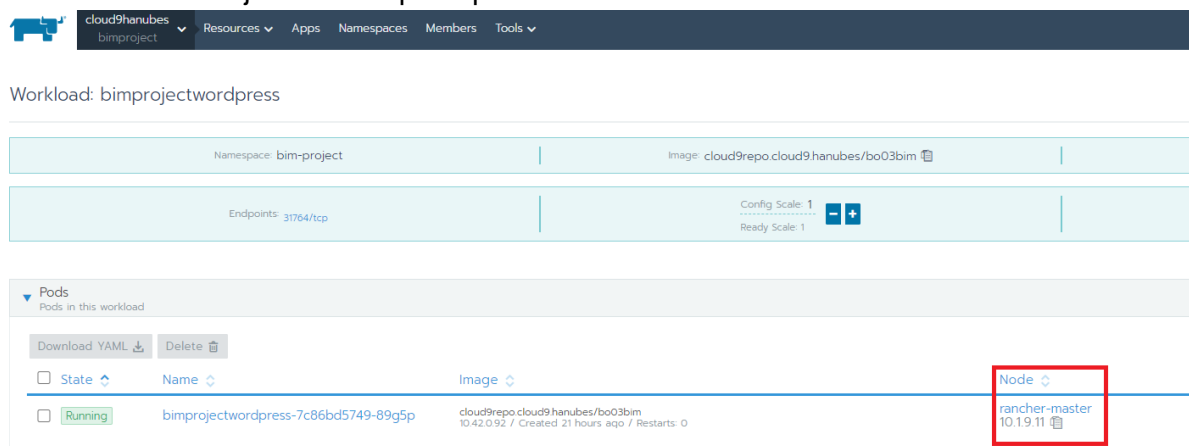 cloud9hanubes
bimproject
Resources Apps Namespaces Members Tools
Workload: bimprojectwordpress
Namespace: bim-project
Image: cloud9repo.cloud9.hanubes/bo03bim
Endpoints: 31764/tcp
Config Scale: 1
Ready Scale: 1
Pods
Pods in this workload
Download YAML Delete
State Name Image Node
Running bimprojectwordpress-7c86bd5749-89g5p cloud9repo.cloud9.hanubes/bo03bim rancher-master
10.42.0.92 / Created 21 hours ago / Restarts: 0 10.1.9.11